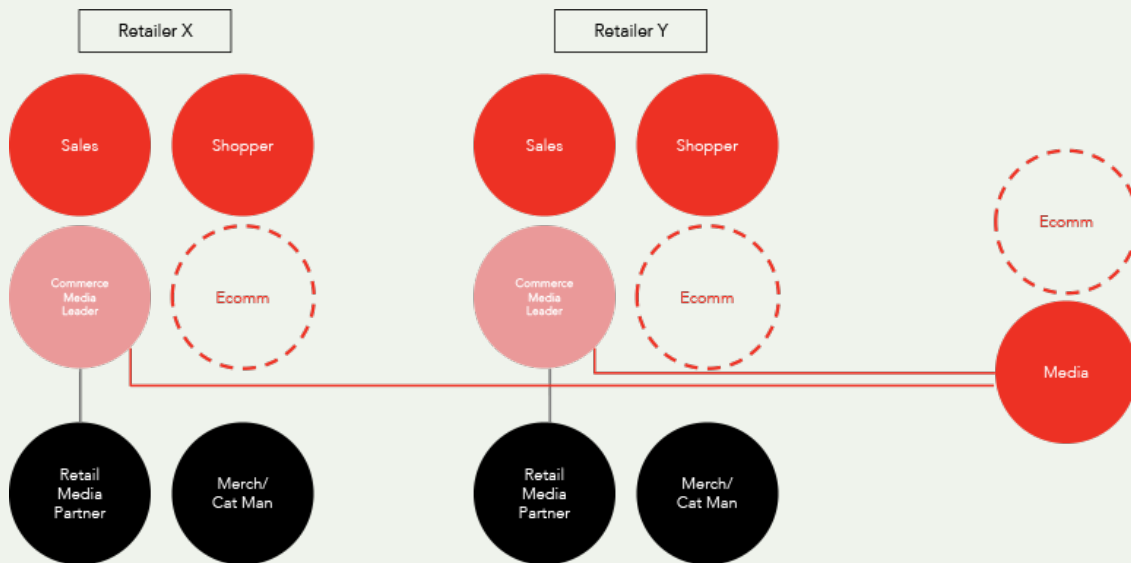 Retailer X
Retailer Y
Sales
Shopper
Sales
Shopper
Ecomm
Commerce
Media
Leader
Ecomm
Commerce
Media
Leader
Ecomm
Media
Retail
Media
Partner
Merch/
Cat Man
Retail
Media
Partner
Merch/
Cat Man